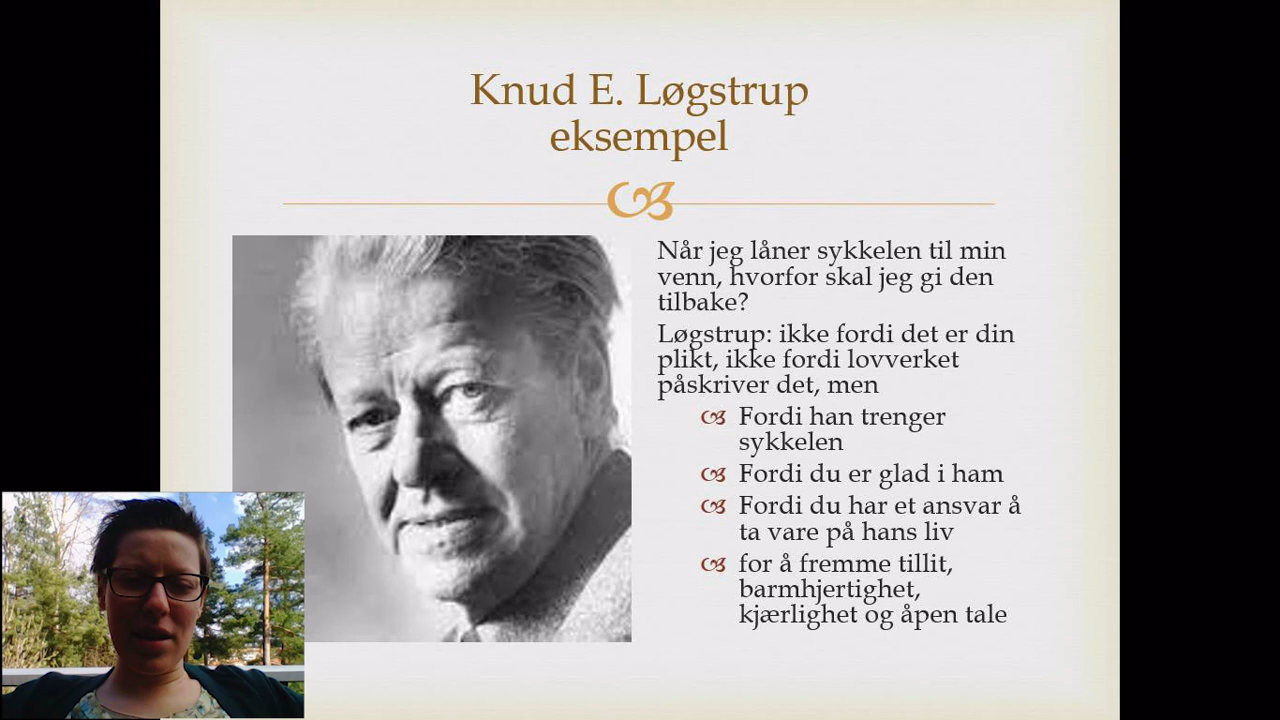 Knud E. Løgstrup
eksempel
Når jeg låner sykkelen til min
venn, hvorfor skal jeg gi den
tilbake?
Løgstrup: ikke fordi det er din
plikt, ikke fordi lovverket
påskriver det, men
Fordi han trenger
sykkelen
Fordi du er glad i ham
Fordi du har et ansvar å
ta vare på hans liv
for å fremme tillit,
barmhjertighet,
kjærlighet og åpen tale